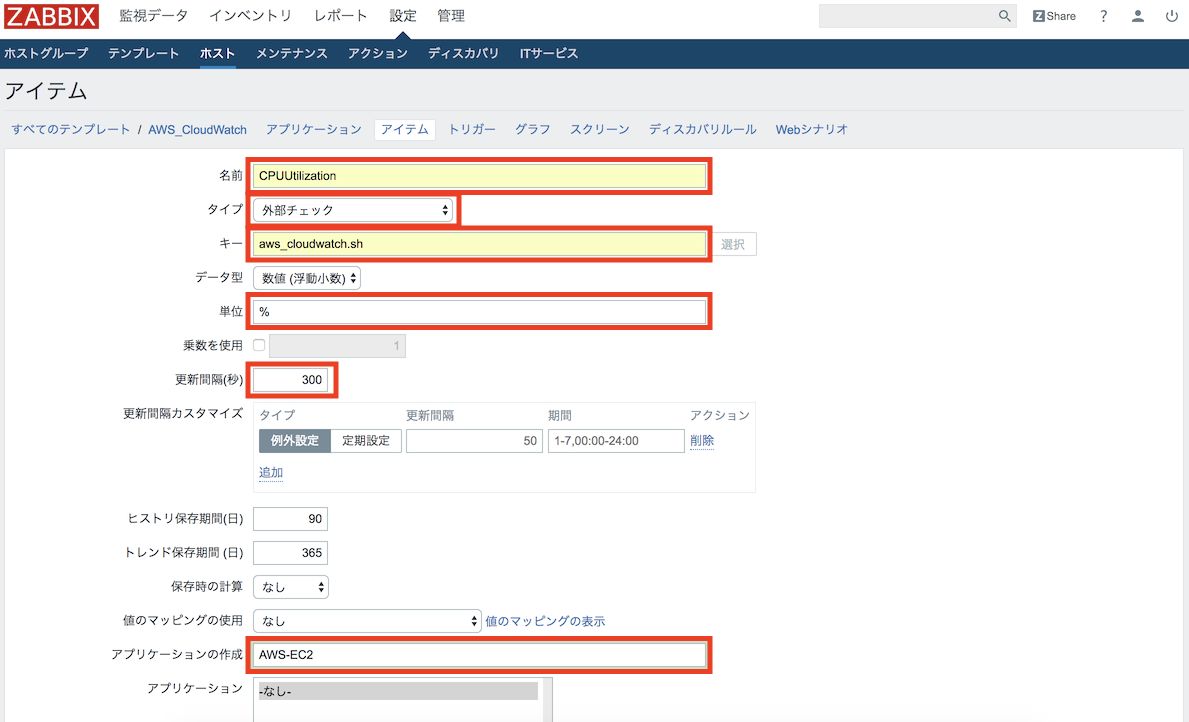 ZABBIX 監視データ インベントリ レポート 設定 管理 Z Share ?
ホストグループ テンプレート ホスト メンテナンス アクション ディスカバリ ITサービス
アイテム
すべてのテンプレート / AWS_CloudWatch アプリケーション アイテム トリガー グラフ スクリーン ディスカバリルール Webシナリオ
名前 CPUUtilization
タイプ 外部チェック
キー aws_cloudwatch.sh 選択
データ型 数値 (浮動小数)
単位 %
乗数を使用 1
更新間隔(秒) 300
更新間隔カスタマイズ タイプ 更新間隔 期間 アクション
例外設定 定期設定 50 1-7,00:00-24:00 削除
追加
ヒストリ保存期間(日) 90
トレンド保存期間 (日) 365
保存時の計算 なし
値のマッピングの使用 なし 値のマッピングの表示
アプリケーションの作成 AWS-EC2
アプリケーション -なし-